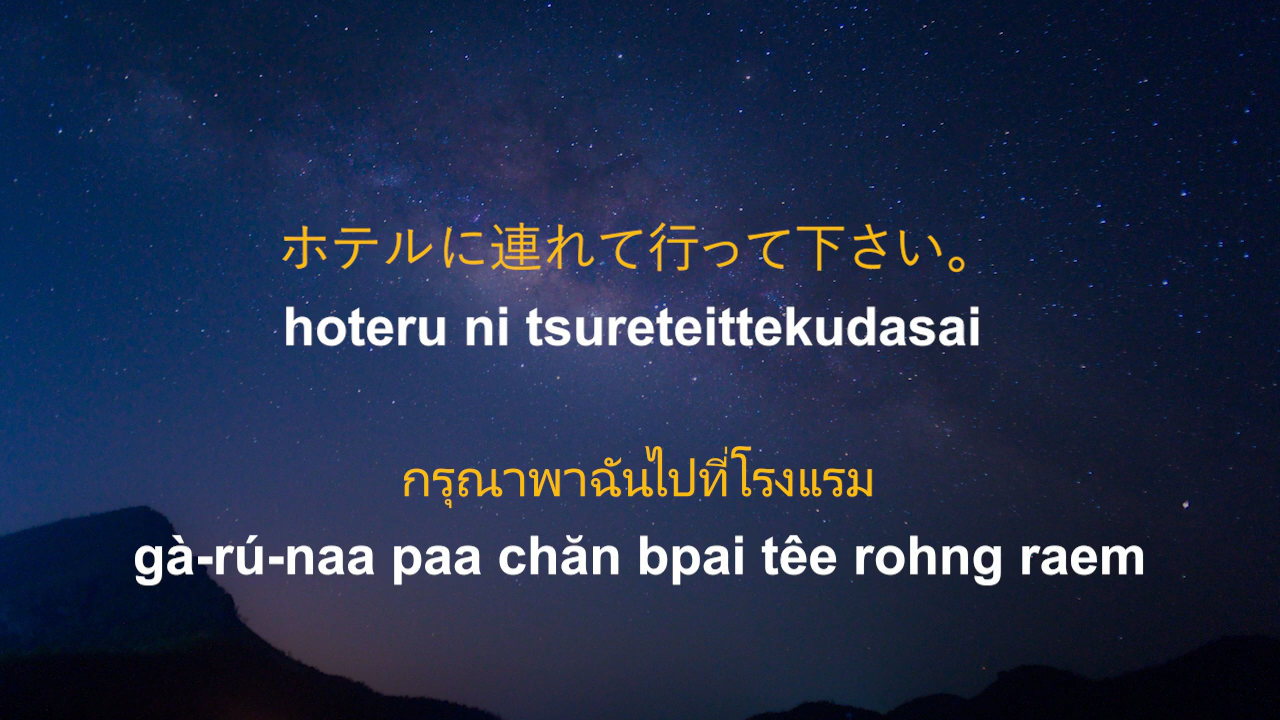 ホテルに連れて行って下さい。
hoteru ni tsureteittekudasai
กรุณาพาฉันไปที่โรงแรม
gà-rú-naa paa chăn bpai têe rohng raem